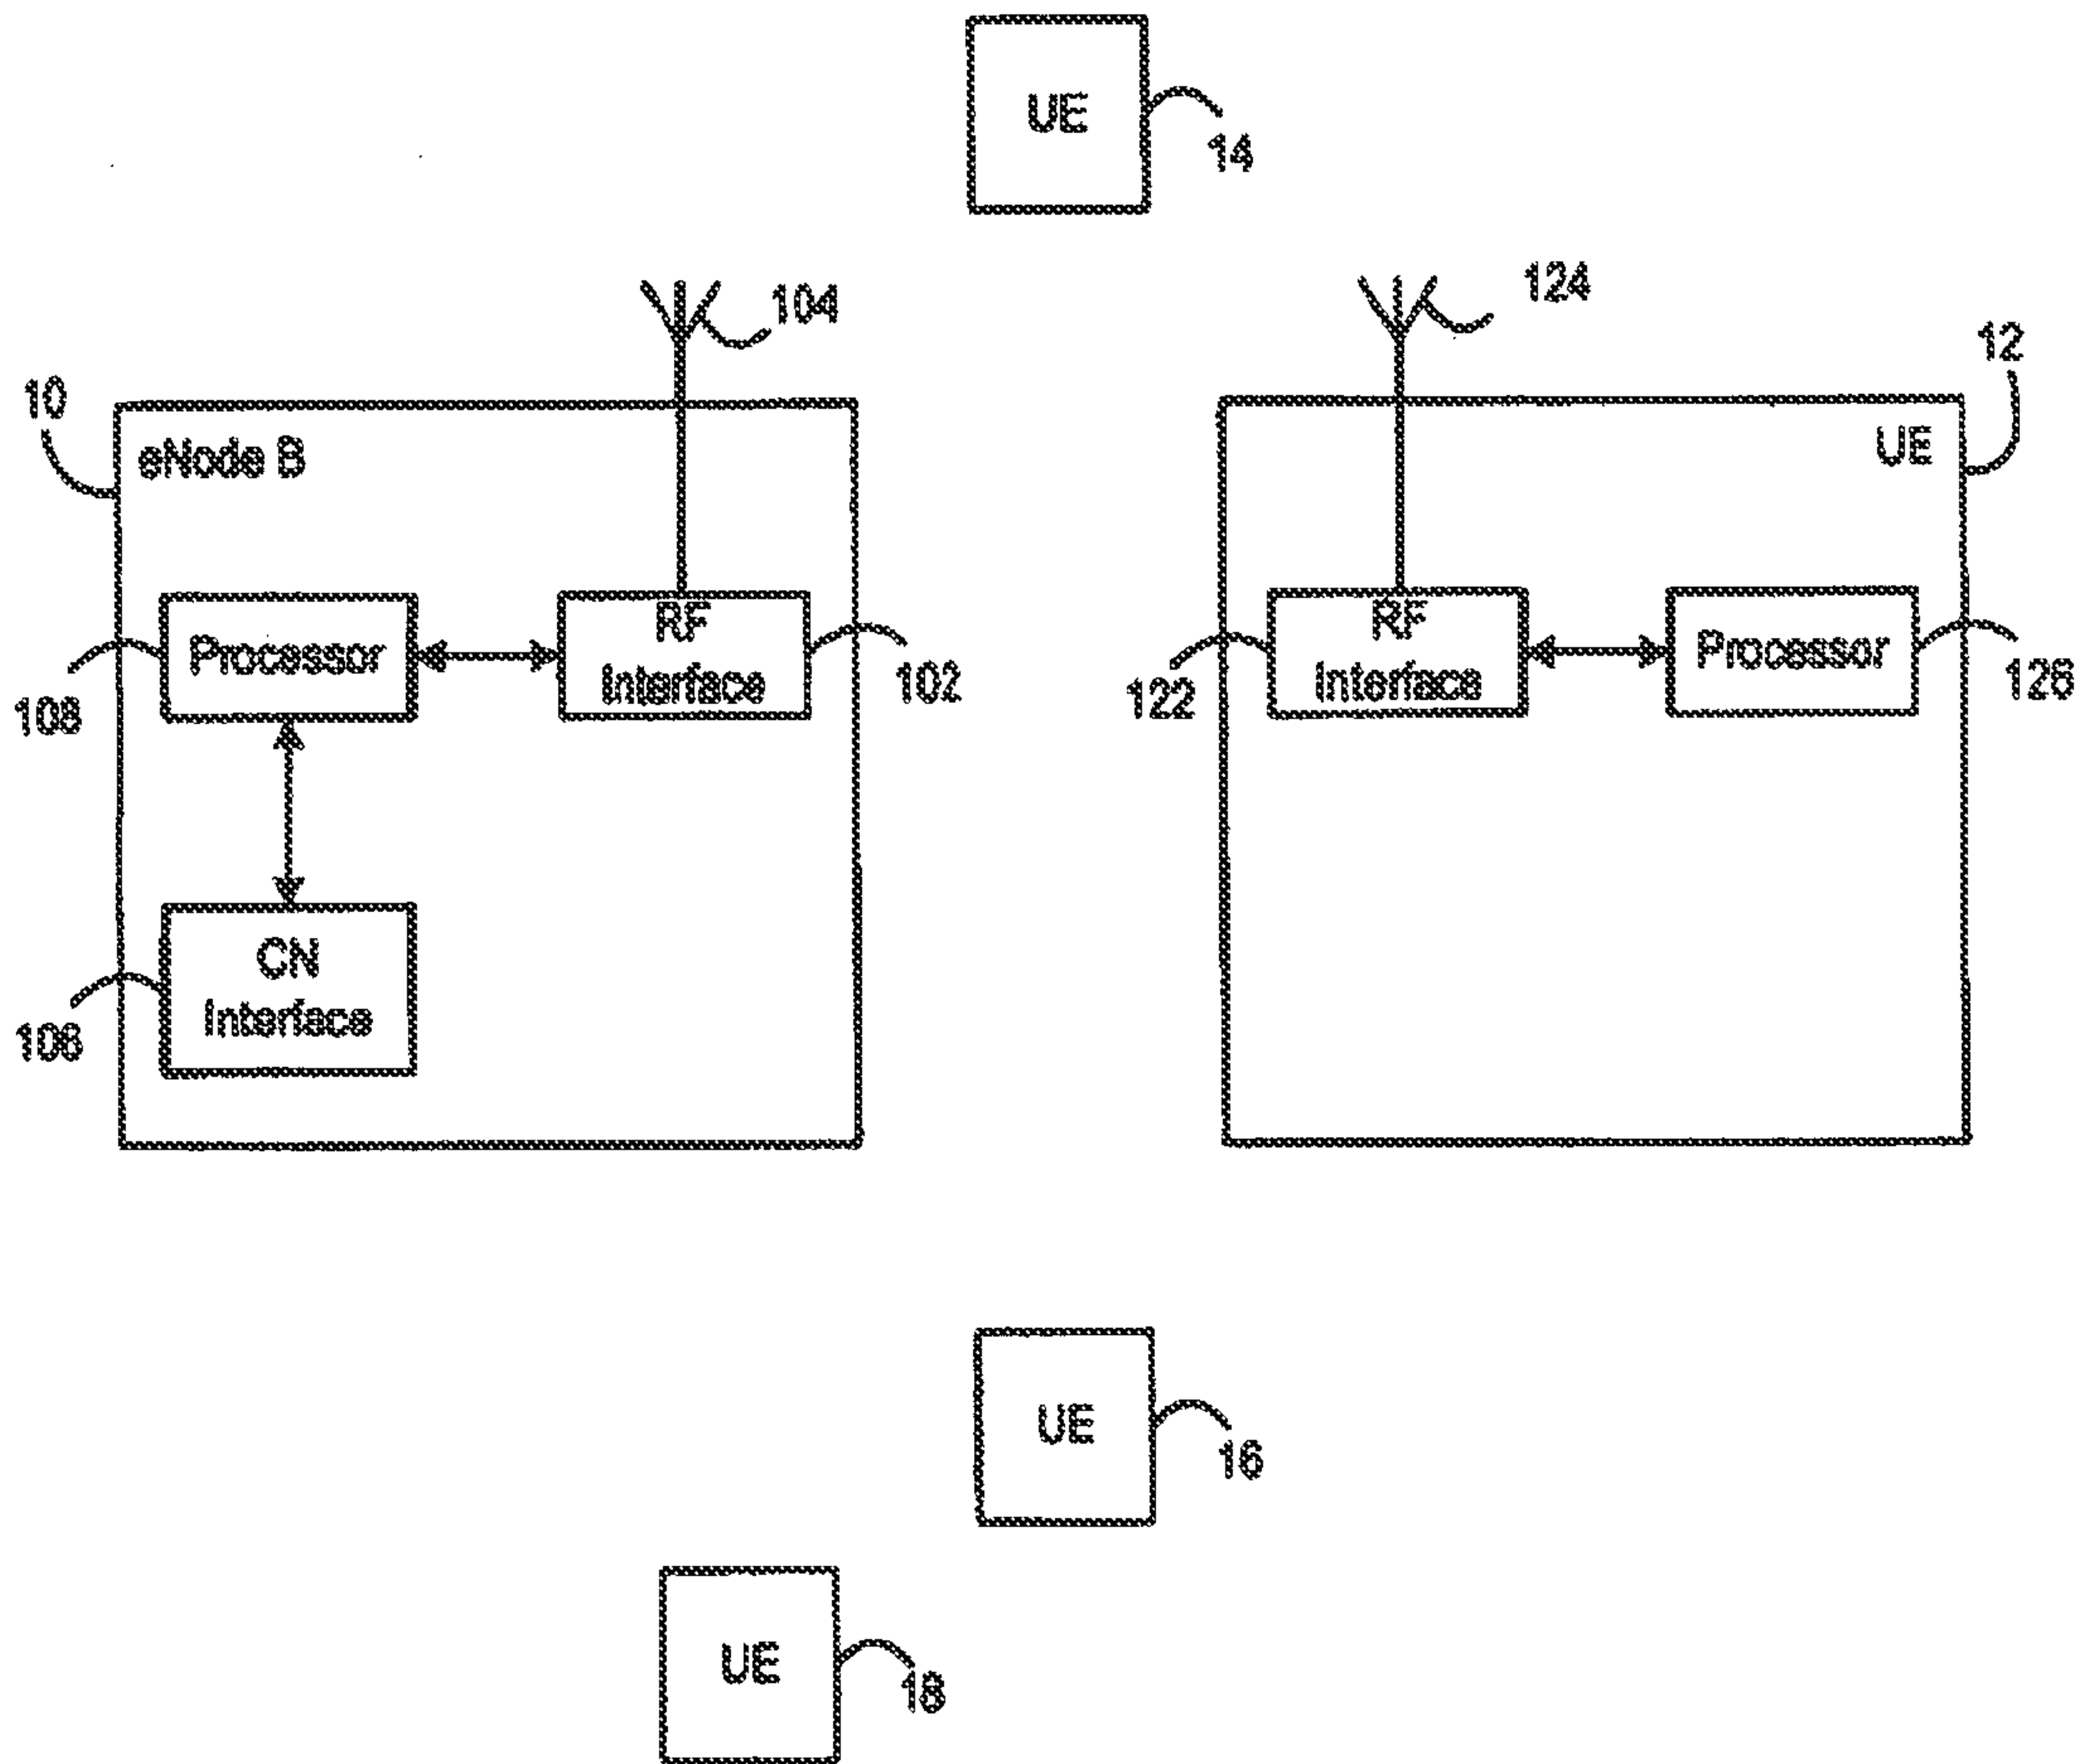 UE
14
104
124
10
12
eNode B
UE
Processor
RF
Interface
RF
Interface
Processor
108
102
122
126
CN
Interface
106
UE
16
UE
18